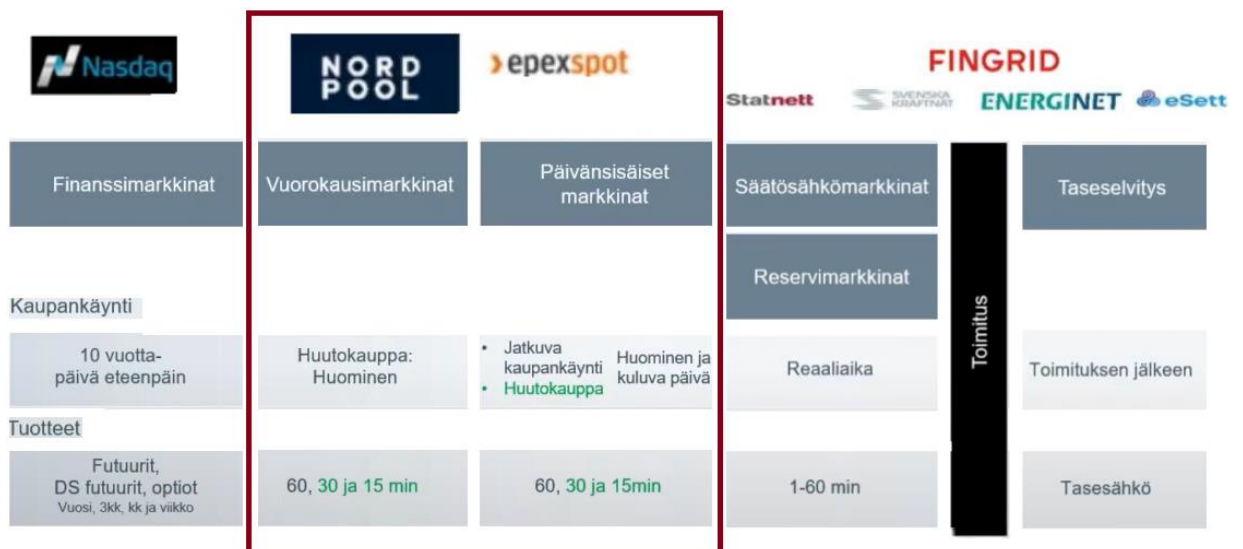 Nasdaq
NORD
POOL
epexspot
FINGRID
Statnett
SVENSKA
KRAFTNÄT
ENERGINET
eSett
Finanssimarkkinat
Vuorokausimarkkinat
Päivänsisäiset
markkinat
Säätösähkömarkkinat
Taseselvitys
Reservimarkkinat
Toimitus
Kaupankäynti
10 vuotta-
päivä eteenpäin
Huutokauppa:
Huominen
• Jatkuva
kaupankäynti
• Huutokauppa
Huominen ja
kuluva päivä
Reaaliaika
Toimituksen jälkeen
Tuotteet
Futuurit,
DS futuurit, optiot
Vuosi, 3kk, kk ja viikko
60, 30 ja 15 min
60, 30 ja 15min
1-60 min
Tasesähkö